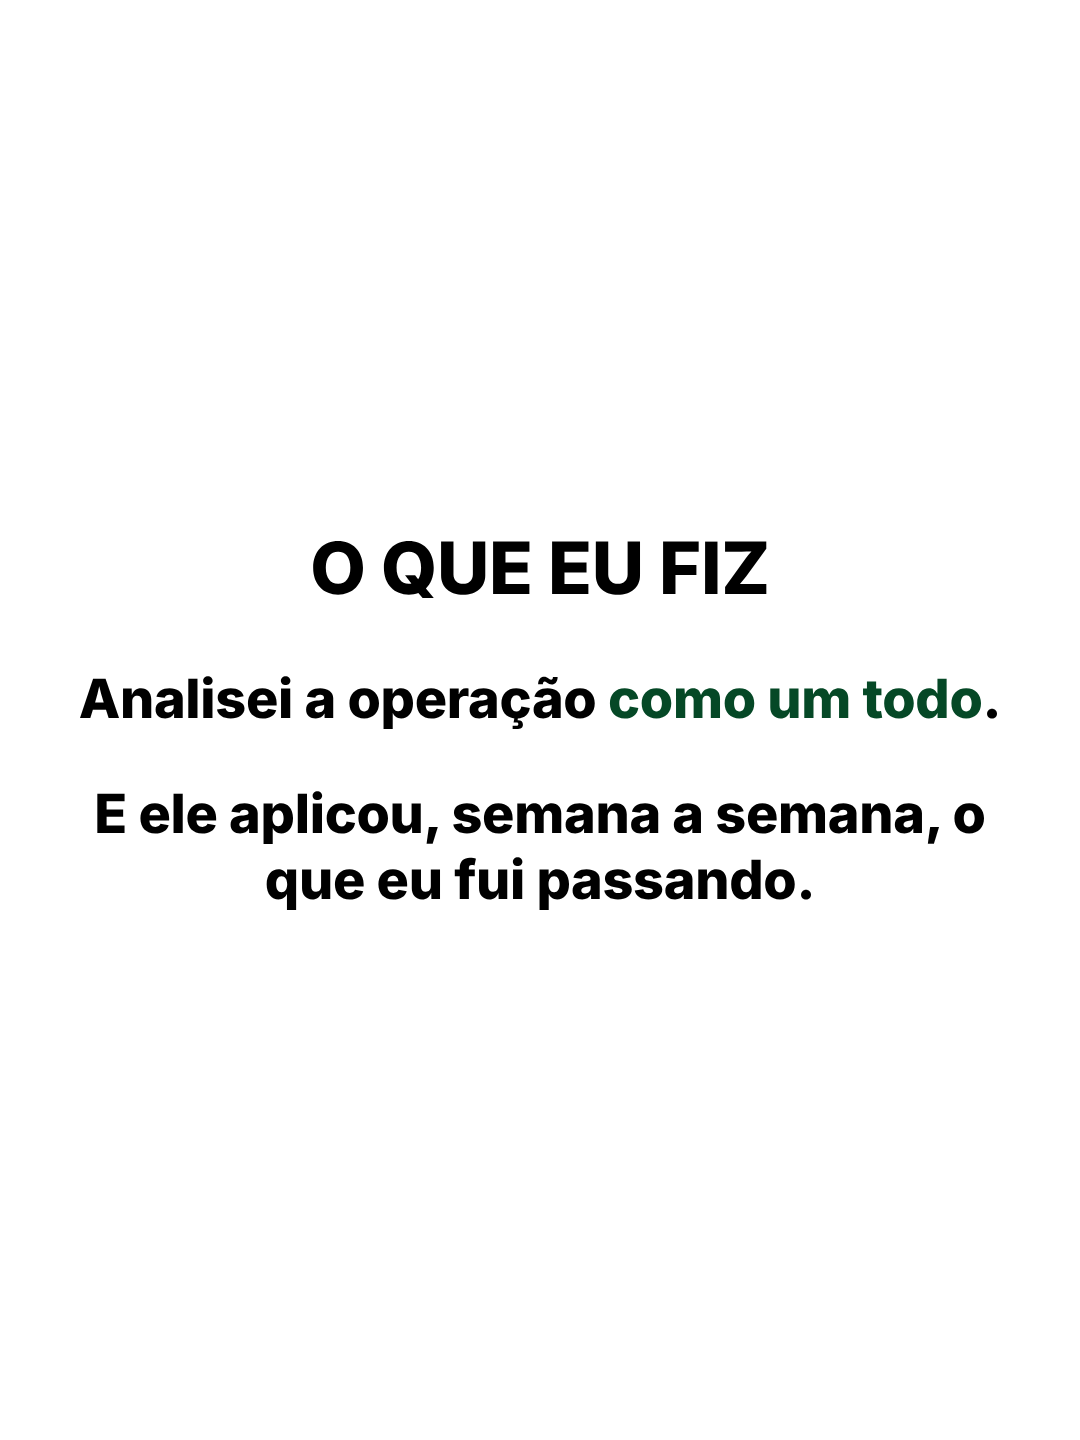 O QUE EU FIZ
Analisei a operação como um todo.
E ele aplicou, semana a semana, o
que eu fui passando.